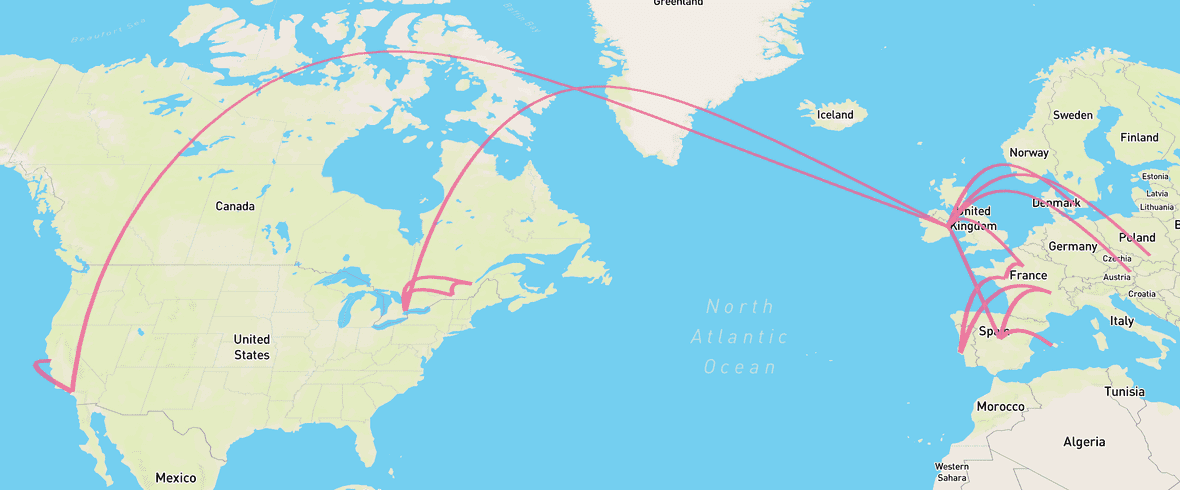 Greenland
Beaufort Sea
Baffin Bay
Iceland
Sweden
Finland
Norway
Estonia
Latvia
Lithuania
Denmark
Canada
United
Kingdom
Poland
Germany
Czechia
France
Austria
Croatia
North
Atlantic
Ocean
Italy
Spain
United
States
Tunisia
Morocco
Algeria
Western
Sahara
Mexico